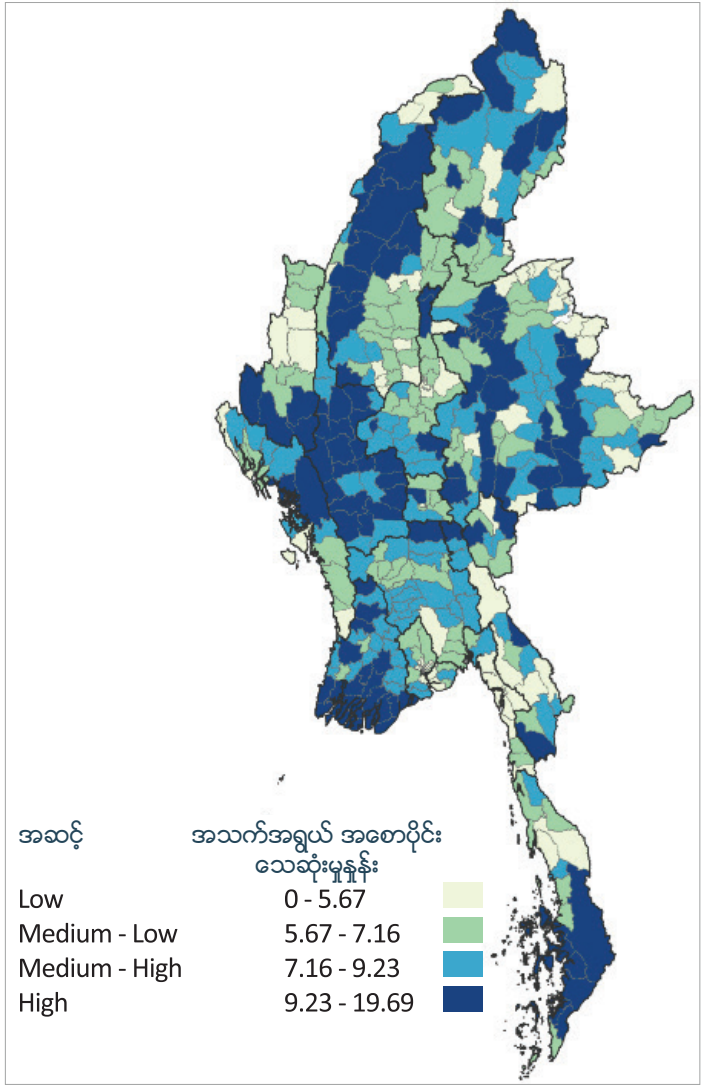 အဆင့် အသက်အရွယ် အစောပိုင်း
သေဆုံးမှုနှုန်း
Low 0 - 5.67
Medium - Low 5.67 - 7.16
Medium - High 7.16 - 9.23
High 9.23 - 19.69